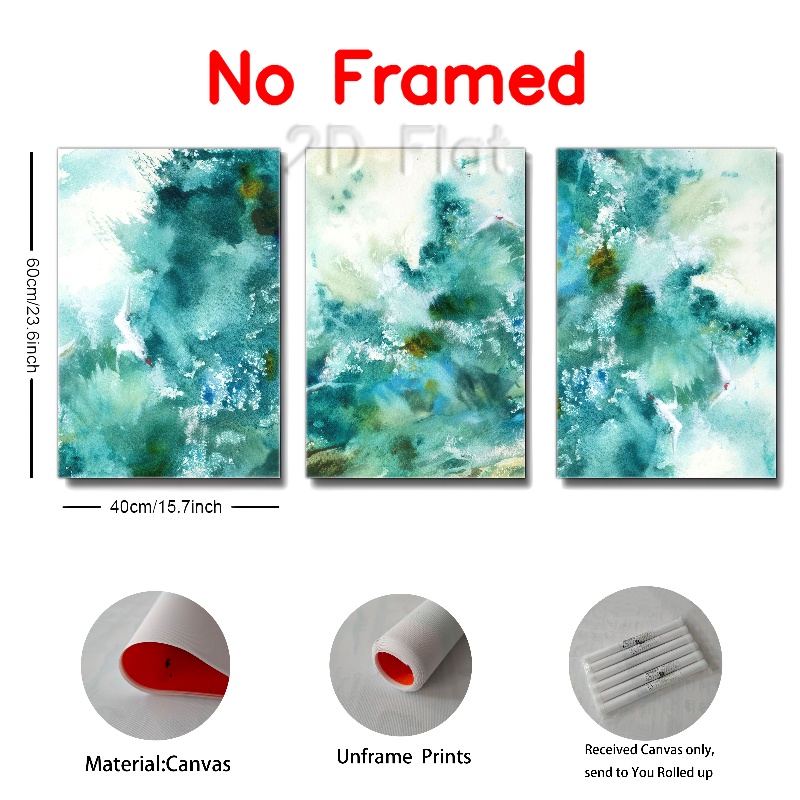 No Framed
2D Flat
60cm/23.6inch
40cm/15.7inch
Material:Canvas
Unframe Prints
Received Canvas only,
send to You Rolled up